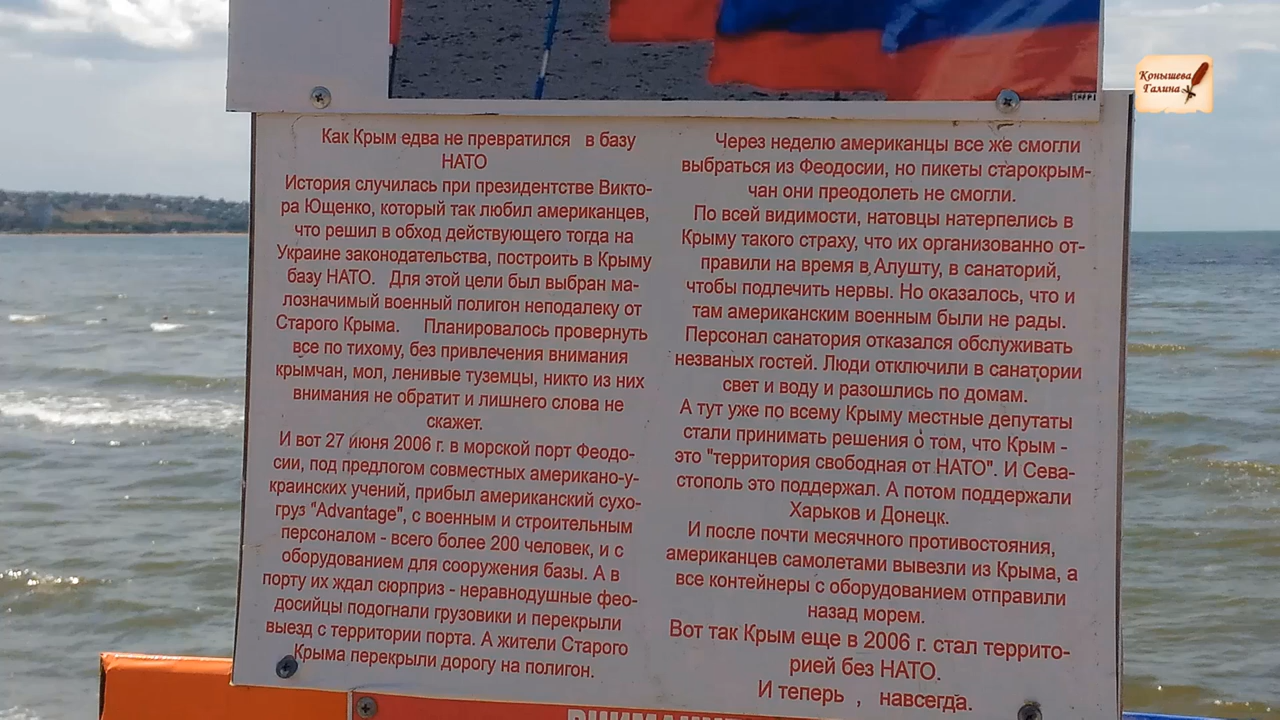 Конышева
Галина
Как Крым едва не превратился в базу
НАТО
История случилась при президентстве Викто-
ра Ющенко, который так любил американцев,
что решил в обход действующего тогда на
Украине законодательства, построить в Крыму
базу НАТО. Для этой цели был выбран ма-
лозначимый военный полигон неподалеку от
Старого Крыма. Планировалось провернуть
все по тихому, без привлечения внимания
крымчан, мол, ленивые туземцы, никто из них
внимания не обратит и лишнего слова не
скажет.
И вот 27 июня 2006 г. в морской порт Феодо-
сии, под предлогом совместных американо-у-
краинских учений, прибыл американский сухо-
груз "Advantage", с военным и строительным
персоналом - всего более 200 человек, и с
оборудованием для сооружения базы. А в
порту их ждал сюрприз - неравнодушные фео-
досийцы подогнали грузовики и перекрыли
выезд с территории порта. А жители Старого
Крыма перекрыли дорогу на полигон.
Через неделю американцы все же смогли
выбраться из Феодосии, но пикеты старокрым-
чан они преодолеть не смогли.
По всей видимости, натовцы натерпелись в
Крыму такого страху, что их организованно от-
правили на время в Алушту, в санаторий,
чтобы подлечить нервы. Но оказалось, что и
там американским военным были не рады.
Персонал санатория отказался обслуживать
незваных гостей. Люди отключили в санатории
свет и воду и разошлись по домам.
А тут уже по всему Крыму местные депутаты
стали принимать решения о том, что Крым -
это "территория свободная от НАТО". И Сева-
стополь это поддержал. А потом поддержали
Харьков и Донецк.
И после почти месячного противостояния,
американцев самолетами вывезли из Крыма, а
все контейнеры с оборудованием отправили
назад морем.
Вот так Крым еще в 2006 г. стал террито-
рией без НАТО.
И теперь , навсегда.